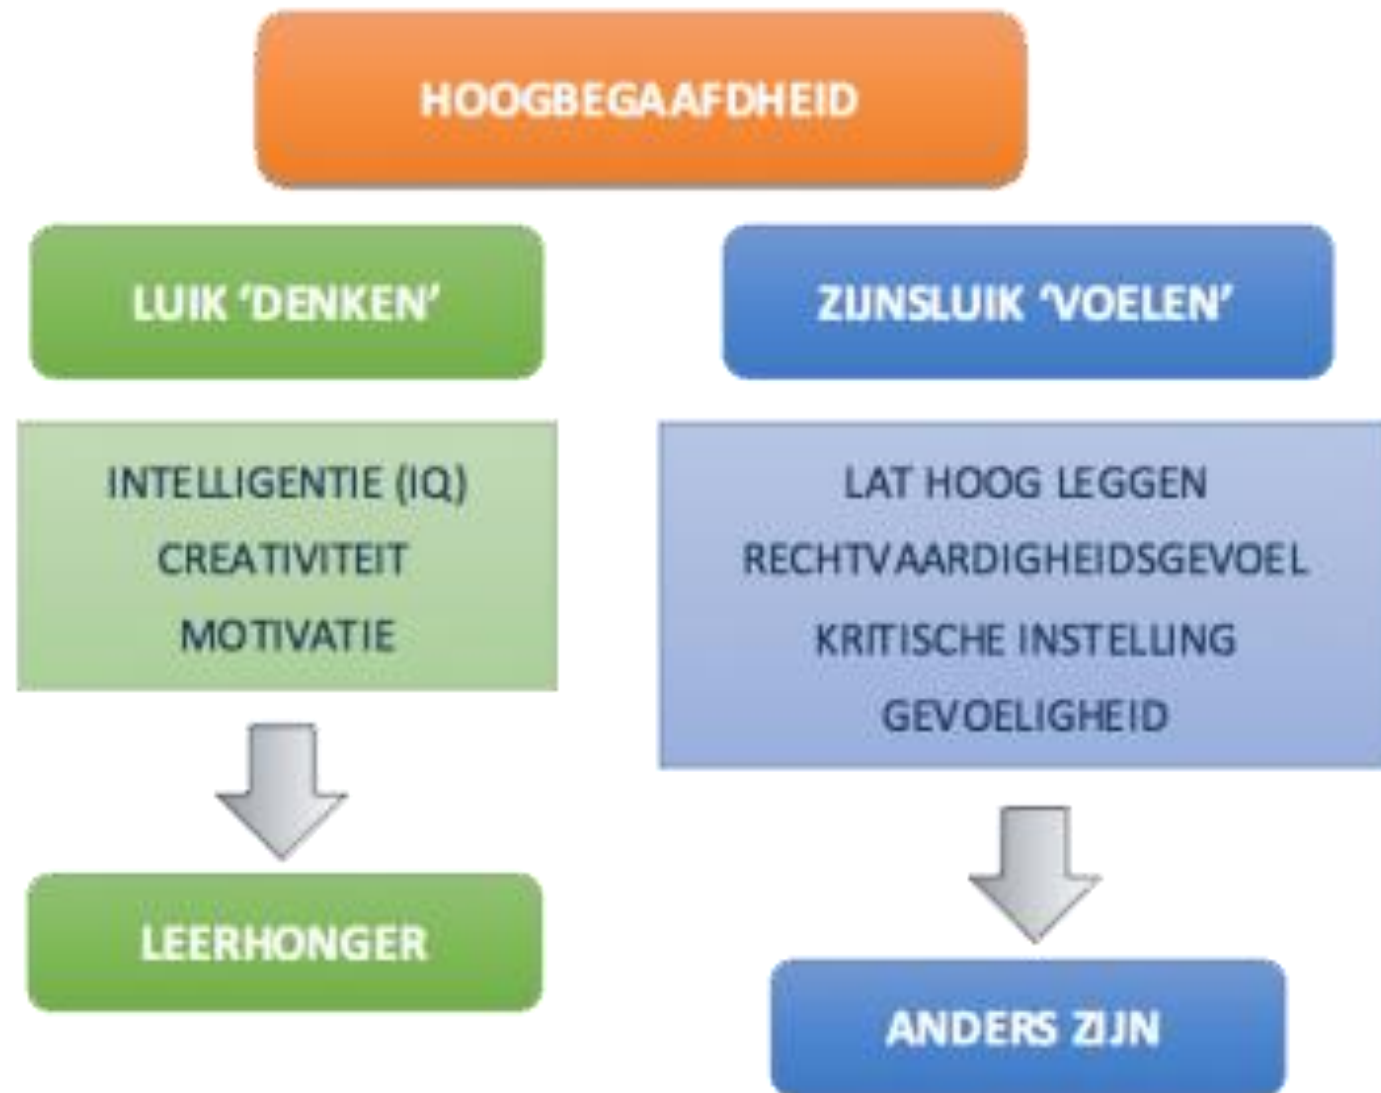 HOOGBEGAAFDHEID
LUIK ‘DENKEN’
INTELLIGENTIE (IQ)
CREATIVITEIT
MOTIVATIE
LEERHONGER
ZIJNSLUIK ‘VOELEN’
LAT HOOG LEGGEN
RECHTVAARDIGHEIDSGEVOEL
KRITISCHE INSTELLING
GEVOELIGHEID
ANDERS ZIJN